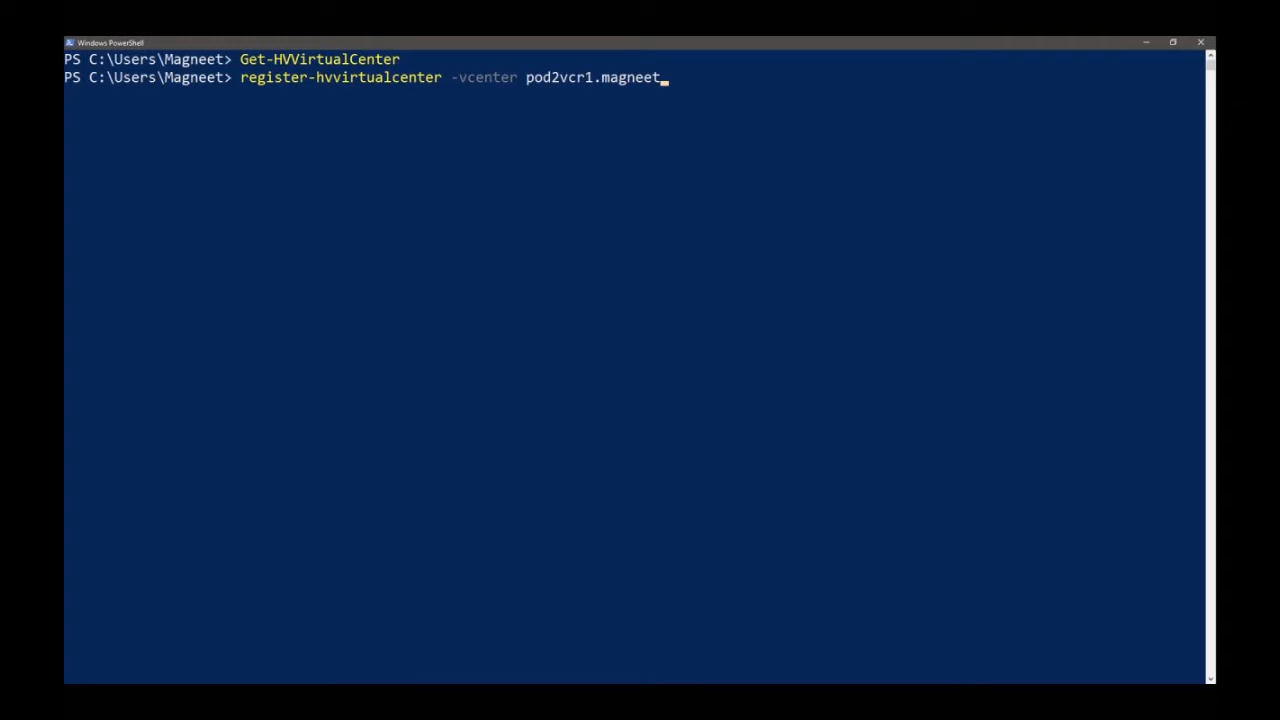 Windows PowerShell
PS C:\Users\Magneet> Get-HVVirtualCenter
PS C:\Users\Magneet> register-hvvirtualcenter -vcenter pod2vcr1.magneet